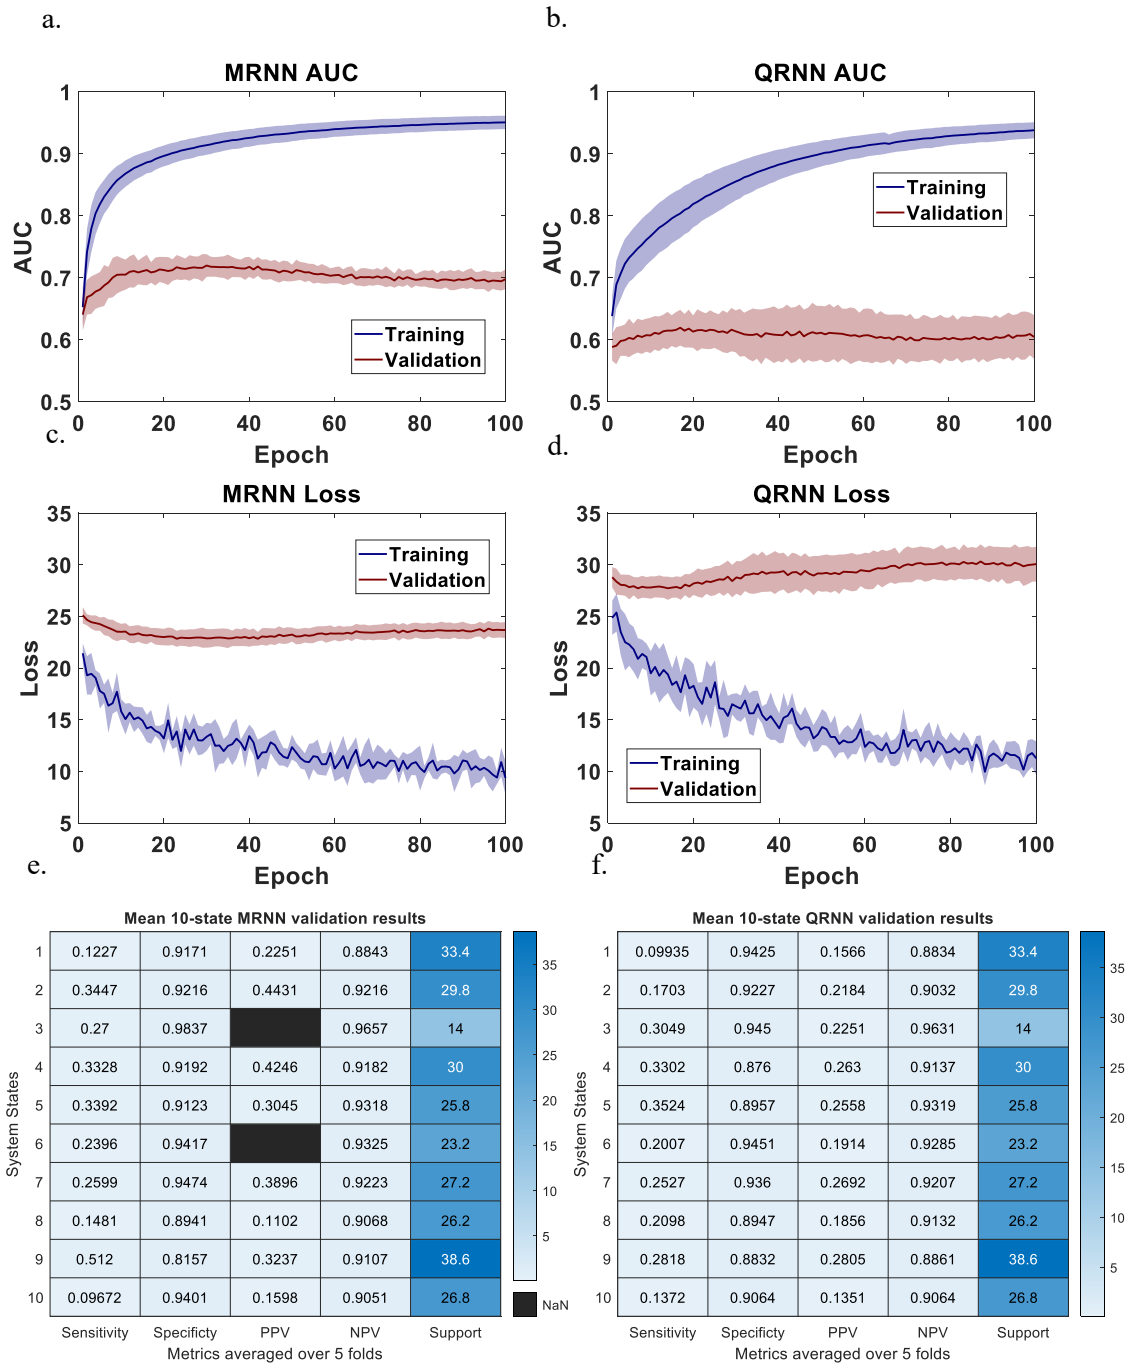 a.
MRNN AUC
1
0.9
0.8
0.7
0.6
0.5
AUC
Training
Validation
0 20 40 60 80 100
Epoch
b.
QRNN AUC
1
0.9
0.8
0.7
0.6
0.5
AUC
Training
Validation
0 20 40 60 80 100
Epoch
c.
MRNN Loss
35
30
25
20
15
10
5
Loss
Training
Validation
0 20 40 60 80 100
Epoch
d.
QRNN Loss
35
30
25
20
15
10
5
Loss
Training
Validation
0 20 40 60 80 100
Epoch
e.
Mean 10-state MRNN validation results
System States
1 0.1227 0.9171 0.2251 0.8843 33.4
2 0.3447 0.9216 0.4431 0.9216 29.8
3 0.27 0.9837 0.9657 14
4 0.3328 0.9192 0.4246 0.9182 30
5 0.3392 0.9123 0.3045 0.9318 25.8
6 0.2396 0.9417 0.9325 23.2
7 0.2599 0.9474 0.3896 0.9223 27.2
8 0.1481 0.8941 0.1102 0.9068 26.2
9 0.512 0.8157 0.3237 0.9107 38.6
10 0.09672 0.9401 0.1598 0.9051 26.8
Sensitivity Specificty PPV NPV Support
Metrics averaged over 5 folds
35
30
25
20
15
10
5
NaN
f.
Mean 10-state QRNN validation results
System States
1 0.09935 0.9425 0.1566 0.8834 33.4
2 0.1703 0.9227 0.2184 0.9032 29.8
3 0.3049 0.945 0.2251 0.9631 14
4 0.3302 0.876 0.263 0.9137 30
5 0.3524 0.8957 0.2558 0.9319 25.8
6 0.2007 0.9451 0.1914 0.9285 23.2
7 0.2527 0.936 0.2692 0.9207 27.2
8 0.2098 0.8947 0.1856 0.9132 26.2
9 0.2818 0.8832 0.2805 0.8861 38.6
10 0.1372 0.9064 0.1351 0.9064 26.8
Sensitivity Specificty PPV NPV Support
Metrics averaged over 5 folds
35
30
25
20
15
10
5